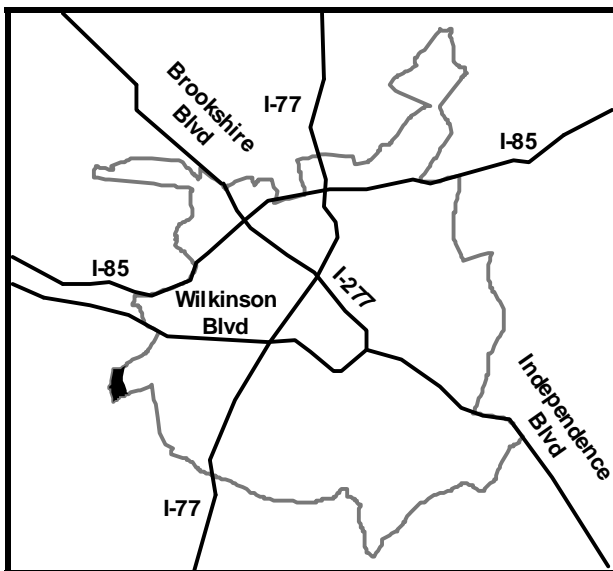 Brookshire
Blvd
I-77
I-85
I-85
Wilkinson
Blvd
I-277
Independence
Blvd
I-77